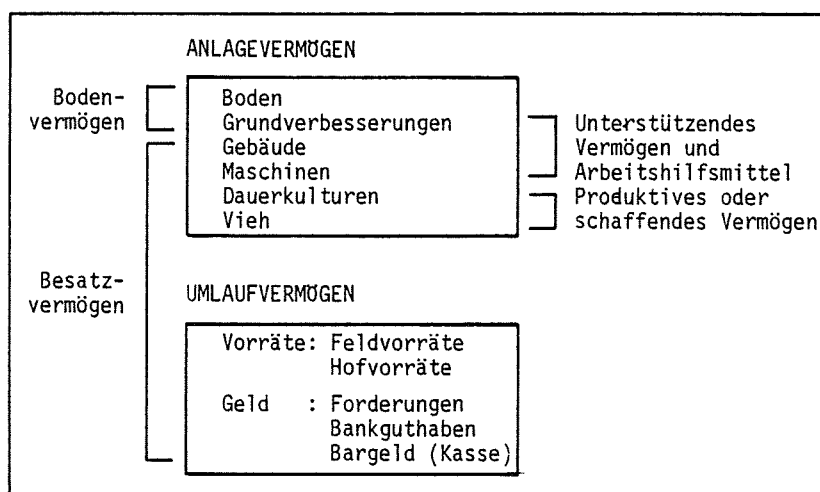 ANLAGEVERMÖGEN
Boden-
vermögen
Boden
Grundverbesserungen
Gebäude
Maschinen
Dauerkulturen
Vieh
Unterstützendes
Vermögen und
Arbeitshilfsmittel
Produktives oder
schaffendes Vermögen
Besatz-
vermögen
UMLAUFVERMÖGEN
Vorräte: Feldvorräte
Hofvorräte
Geld : Forderungen
Bankguthaben
Bargeld (Kasse)